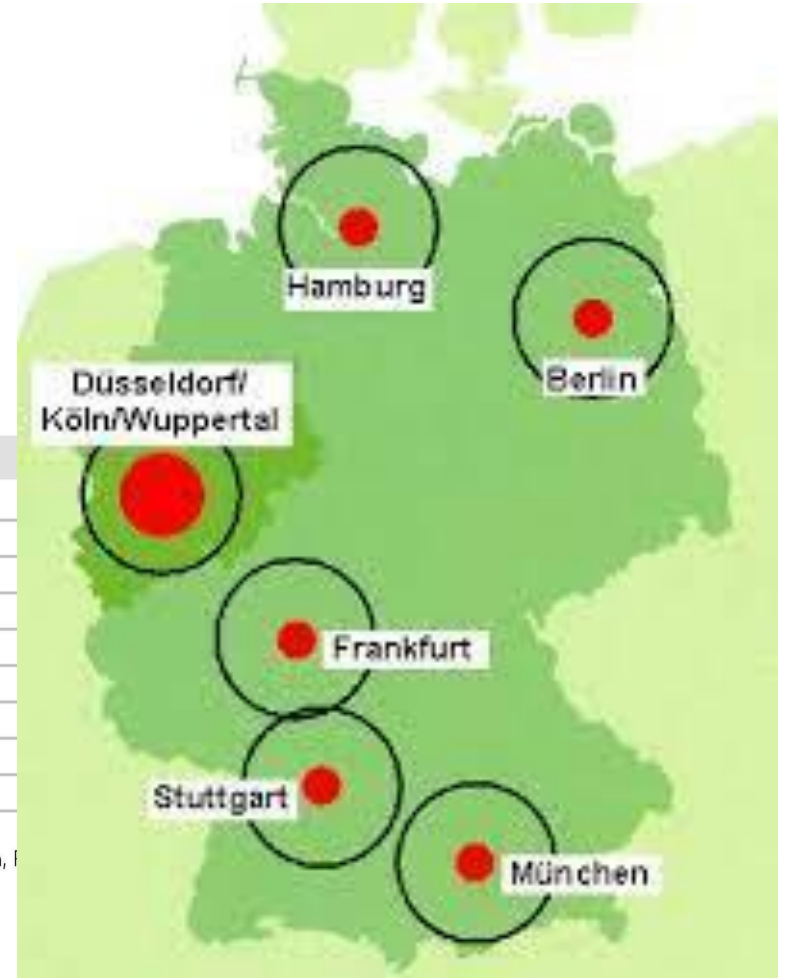 Hamburg
Berlin
Düsseldorf/
Köln/Wuppertal
Frankfurt
Stuttgart
München